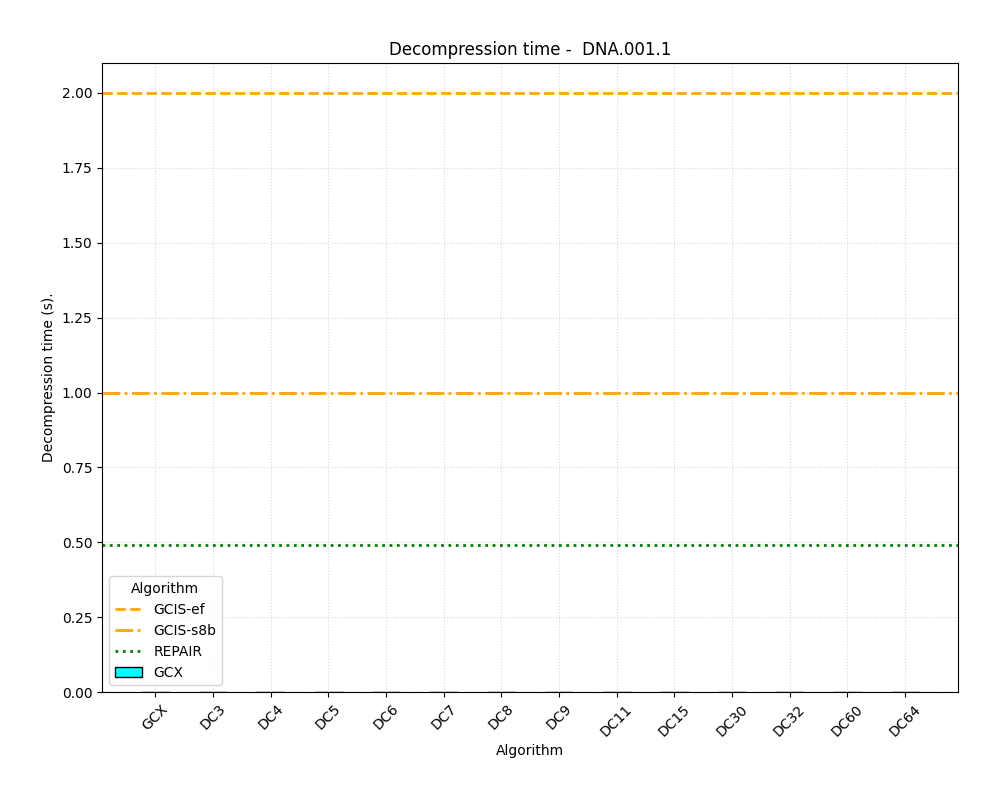 Decompression time -  DNA.001.1
Decompression time (s).
2.00
1.75
1.50
1.25
1.00
0.75
0.50
0.25
0.00
Algorithm
GCIS-ef
GCIS-s8b
REPAIR
GCX
GCX DC3 DC4 DC5 DC6 DC7 DC8 DC9 DC11 DC15 DC30 DC32 DC60 DC64
Algorithm